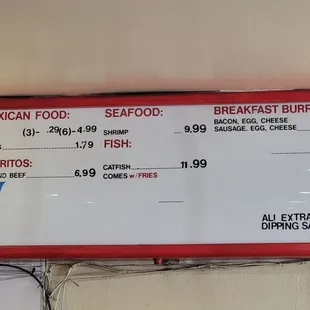 XICAN FOOD:
(3)- .29(6)-4.99
S 1.79
RITOS:
ND BEEF 6.99
SEAFOOD:
SHRIMP 9.99
FISH:
CATFISH 11.99
COMES w/FRIES
BREAKFAST BURR
BACON, EGG, CHEESE
SAUSAGE, EGG, CHEESE
ALl EXTRA
DIPPING SA